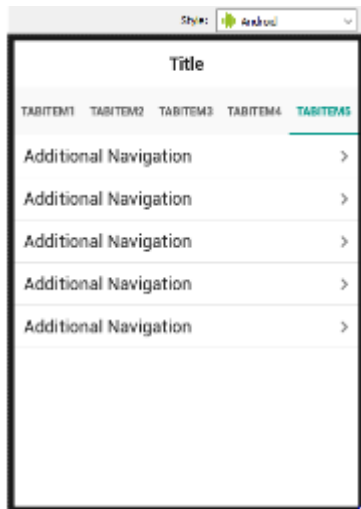 Style: Android
Title
TABITEM1 TABITEM2 TABITEM3 TABITEM4 TABITEM5
Additional Navigation
Additional Navigation
Additional Navigation
Additional Navigation
Additional Navigation